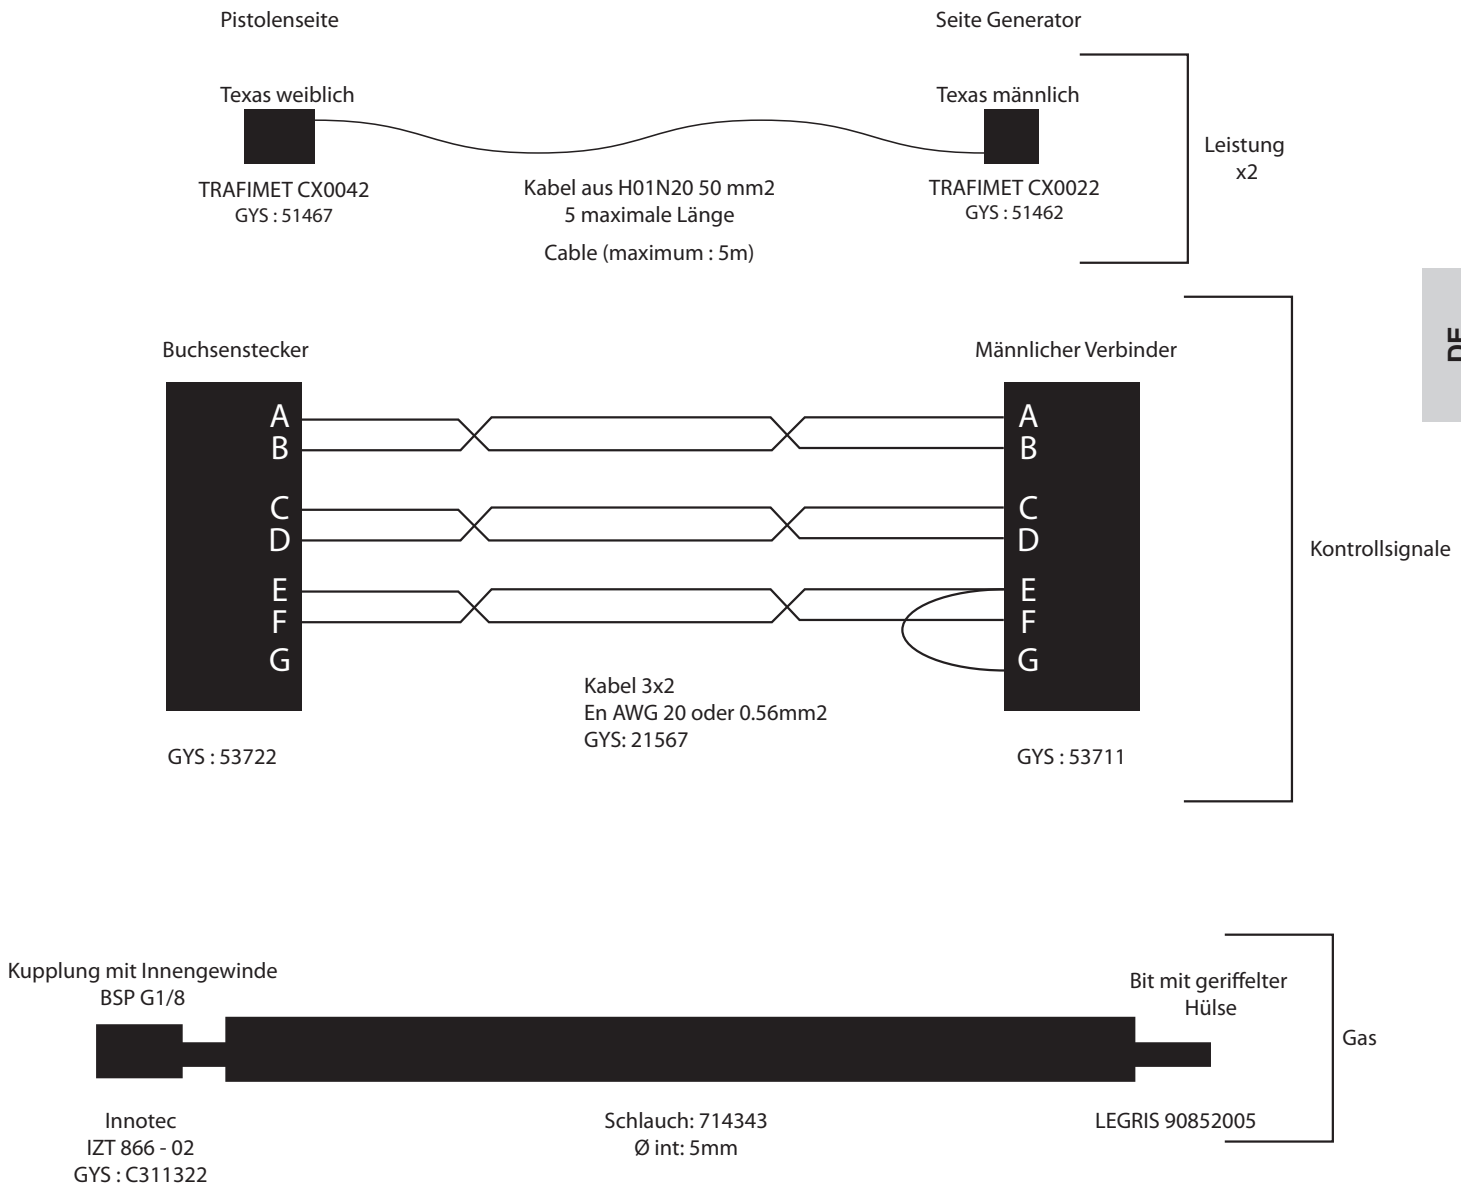 Pistolenseite
Seite Generator
Texas weiblich
Texas männlich
TRAFIMET CX0042
GYS : 51467
Kabel aus H01N20 50 mm2
5 maximale Länge
Cable (maximum : 5m)
TRAFIMET CX0022
GYS : 51462
Leistung
x2
DE
Buchsenstecker
Männlicher Verbinder
A
B
C
D
E
F
G
A
B
C
D
E
F
G
Kontrollsignale
Kabel 3x2
En AWG 20 oder 0.56mm2
GYS: 21567
GYS : 53722
GYS : 53711
Kupplung mit Innengewinde
BSP G1/8
Bit mit geriffelter
Hülse
Gas
Innotec
IZT 866 - 02
GYS : C311322
Schlauch: 714343
Ø int: 5mm
LEGRIS 90852005